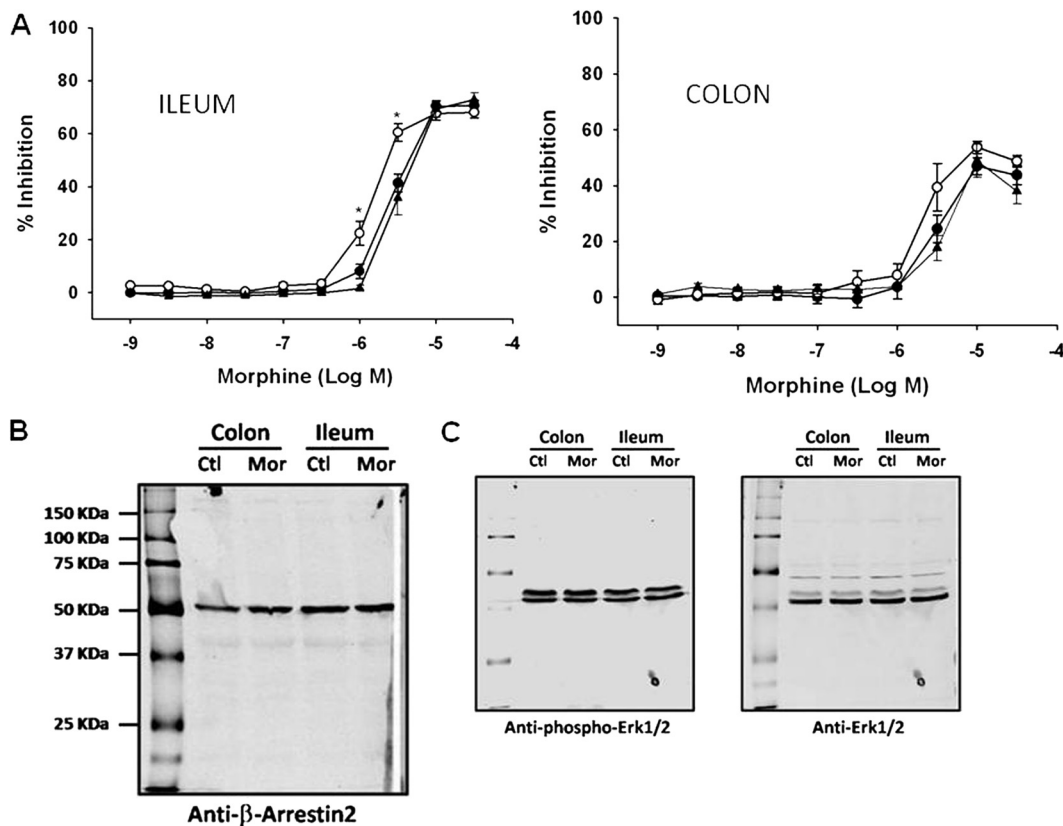 A
100
80
60
40
20
0
% Inhibition
ILEUM
* *
-9 -8 -7 -6 -5 -4
Morphine (Log M)
100
80
60
40
20
0
% Inhibition
COLON
-9 -8 -7 -6 -5 -4
Morphine (Log M)
B
Colon Ileum
Ctl Mor Ctl Mor
150 KDa
100 KDa
75 KDa
50 KDa
37 KDa
25 KDa
Anti-β-Arrestin2
C
Colon Ileum
Ctl Mor Ctl Mor
Anti-phospho-Erk1/2
Colon Ileum
Ctl Mor Ctl Mor
Anti-Erk1/2